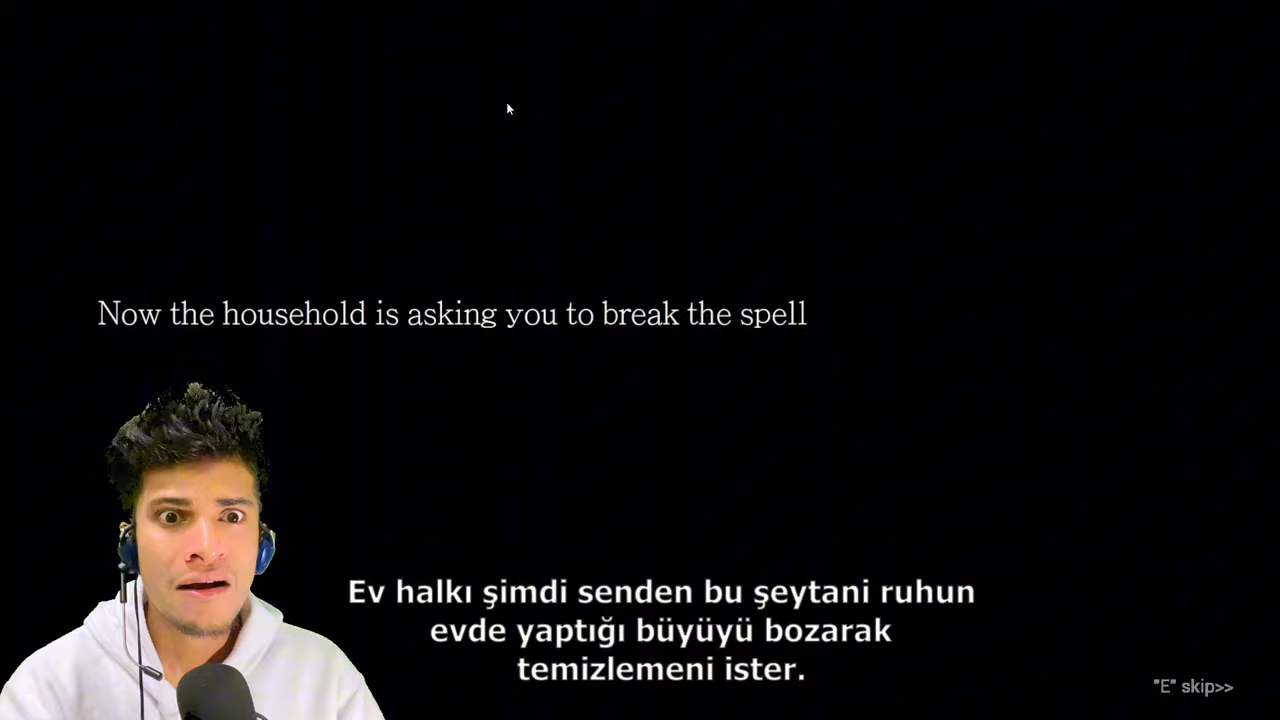 Now the household is asking you to break the spell
Ev halkı şimdi senden bu şeytani ruhun
evde yaptığı büyüyü bozarak
temizlemeni ister.
"E" skip>>